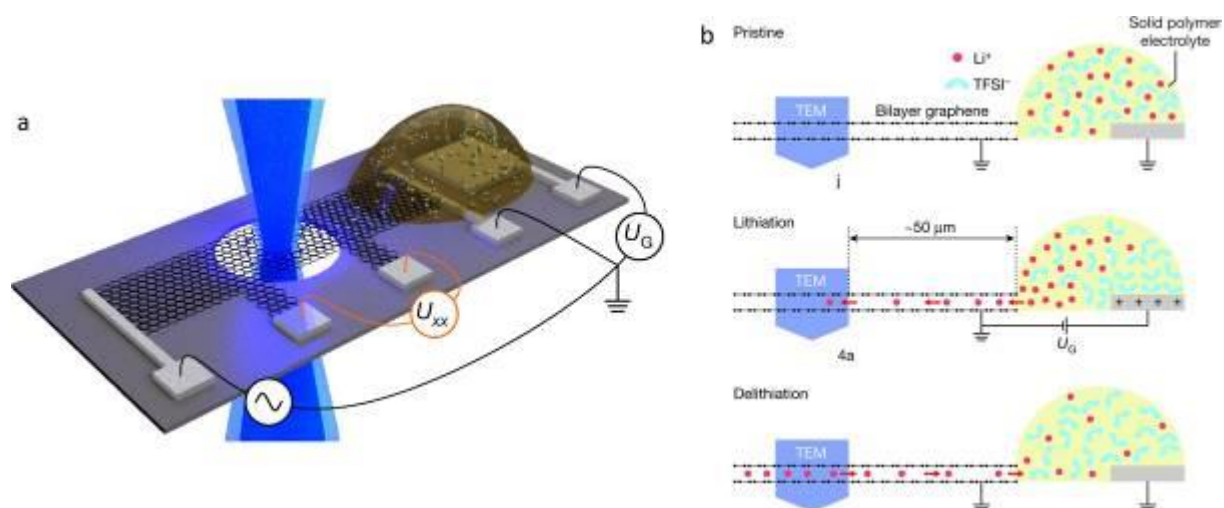 a
U_G
U_xx
b
Pristine
Solid polymer
electrolyte
Li⁺
TFSI⁻
TEM
Bilayer graphene
i
Lithiation
~50 μm
TEM
+ + + +
U_G
4a
Delithiation
TEM